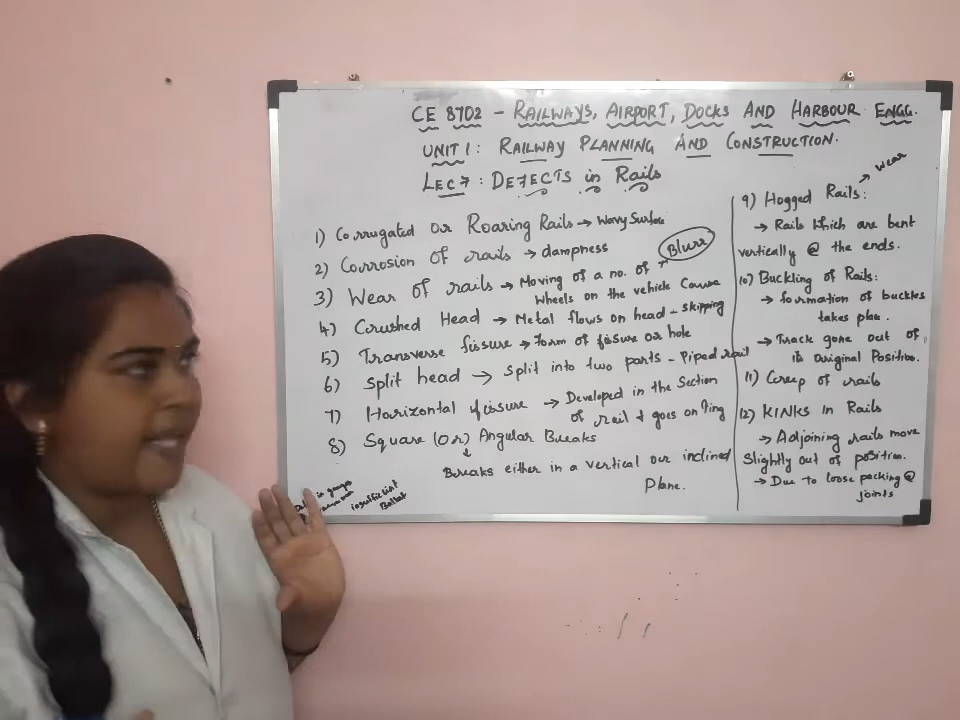 CE 8702 - RAILWAYS, AIRPORT, DOCKS AND HARBOUR ENGG.
UNIT 1: RAILWAY PLANNING AND CONSTRUCTION.
LEC 7: DEFECTS in Rails
1) Corrugated or Roaring Rails → Wavy Surface
2) Corrosion of rails → dampness
Blurr
3) Wear of rails → Moving of a no. of
Wheels on the vehicle Cause
4) Crushed Head → Metal flows on head - skipping
5) Transverse fissure → Form of fissure or hole
6) Split head → Split into two parts - Piped rail
7) Horizontal fissure → Developed in the Section
of rail & goes on ↑ing
8) Square (or) Angular Breaks
↓
Breaks either in a vertical or inclined
Plane.
in gauge
insufficient
Ballast
9) Hogged Rails: → wear
→ Rails which are bent
vertically @ the ends.
10) Buckling of Rails:
→ formation of buckles
takes place.
→ Track gone out of
its Original Position.
11) Creep of rails
12) KINKS in Rails
→ Adjoining rails move
Slightly out of position.
→ Due to loose packing @
joints